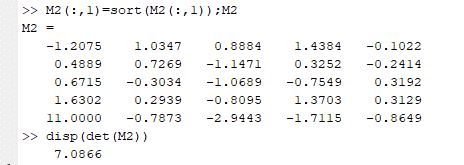 >> M2(:,1)=sort(M2(:,1));M2
M2 =
-1.2075 1.0347 0.8884 1.4384 -0.1022
0.4889 0.7269 -1.1471 0.3252 -0.2414
0.6715 -0.3034 -1.0689 -0.7549 0.3192
1.6302 0.2939 -0.8095 1.3703 0.3129
11.0000 -0.7873 -2.9443 -1.7115 -0.8649
>> disp(det(M2))
7.0866